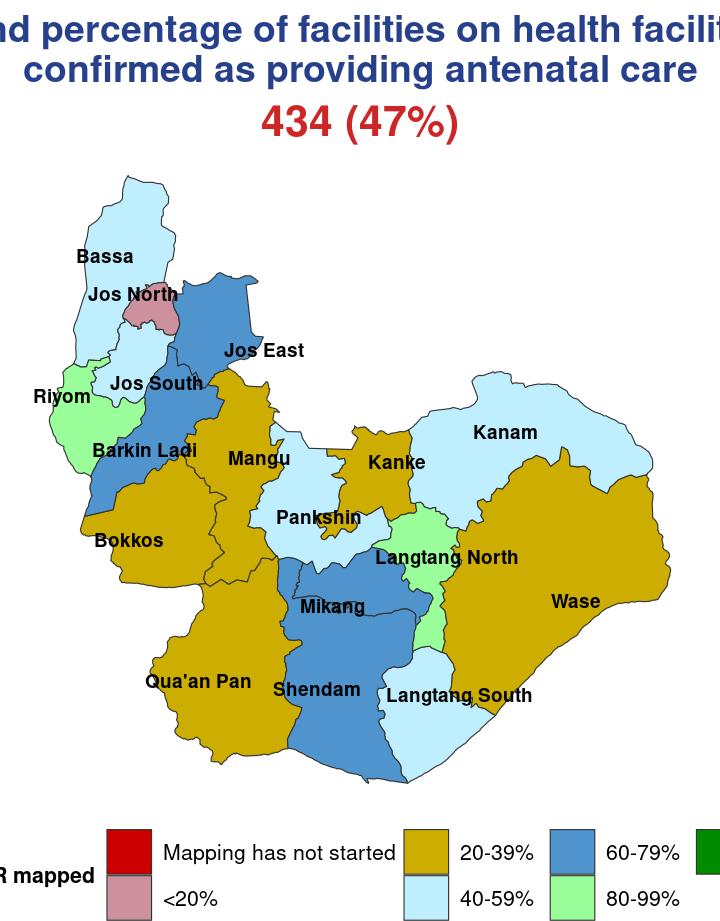 percentage of facilities on health
confirmed as providing antenatal care
434 (47%)
Bassa
Jos North
Jos East
Jos South
Riyom
Kanam
Barkin Ladi
Mangu
Kanke
Pankshin
Bokkos
Langtang North
Wase
Mikang
Qua'an Pan
Shendam
Langtang South
mapped
Mapping has not started
<20%
20-39%
40-59%
60-79%
80-99%